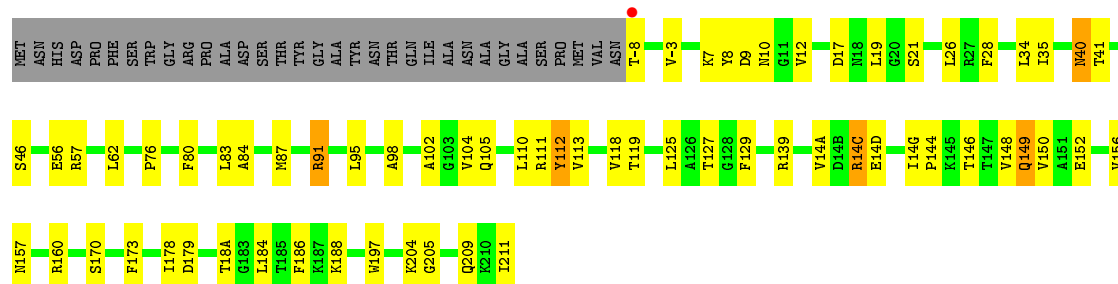 MET ASN HIS ASP PRO PHE SER TRP GLY ARG PRO ALA ASP SER THR TYR GLY ALA TYR ASN THR GLN ILE ALA ASN ALA GLY ALA SER PRO MET VAL ASN T-8 V-3 K7 Y8 D9 N10 G11 V12 D17 N18 L19 G20 S21 L26 R27 F28 L34 I35 N40 T41
S46 E56 R57 L62 P76 F80 L83 A84 M87 R91 L95 A98 A102 G103 V104 Q105 L110 R111 Y112 V113 V118 T119 L125 A126 T127 G128 F129 R139 V14A D14B R14C E14D I14G P144 K145 T146 T147 V148 Q149 V150 A151 E152 V156
N157 R160 S170 F173 I178 D179 T18A G183 L184 T185 F186 K187 K188 W197 K204 G205 Q209 K210 I211